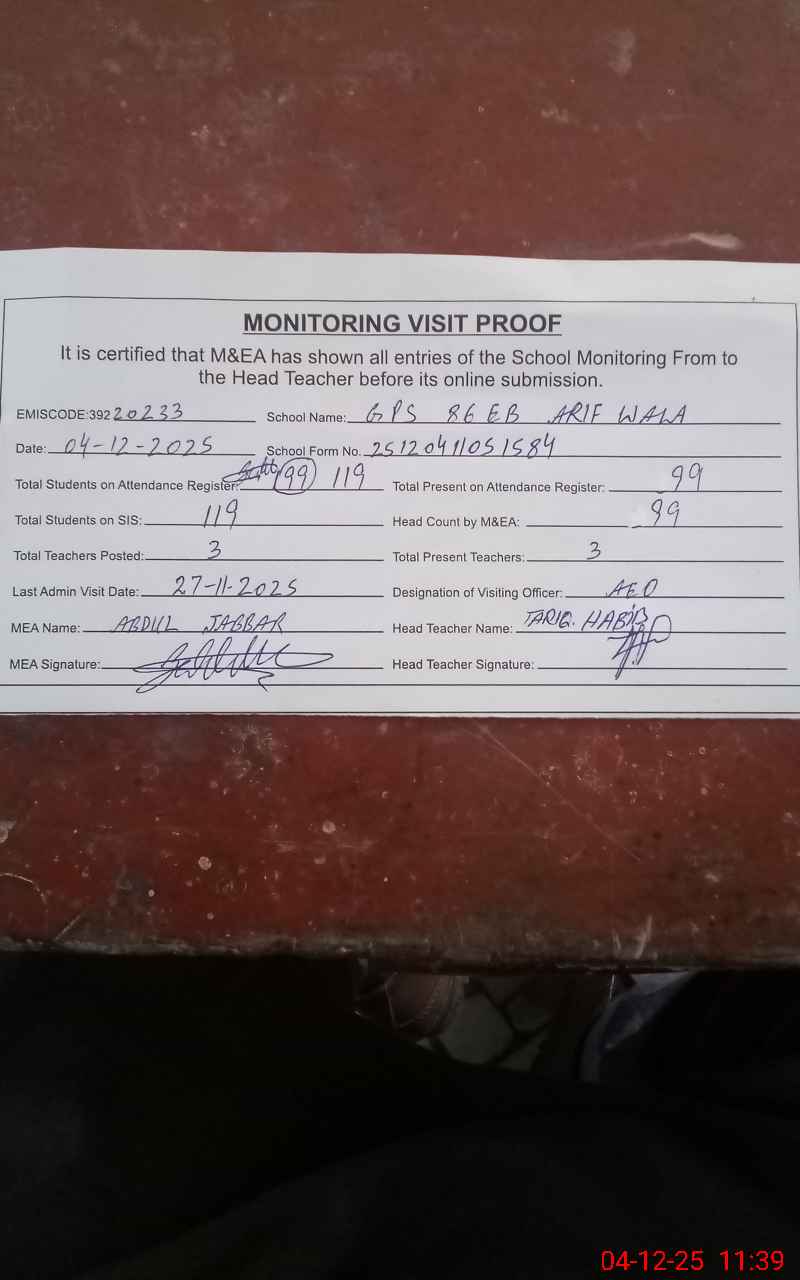 MONITORING VISIT PROOF
It is certified that M&EA has shown all entries of the School Monitoring From to
the Head Teacher before its online submission.
EMISCODE:392 20233 School Name: GPS 86 EB ARIF WALA
Date: 04-12-2025 School Form No. 25120411051584
Total Students on Attendance Register: 99 119 Total Present on Attendance Register: 99
Total Students on SIS: 119 Head Count by M&EA: 99
Total Teachers Posted: 3 Total Present Teachers: 3
Last Admin Visit Date: 27-11-2025 Designation of Visiting Officer: AEO
MEA Name: ABDUL JABBAR Head Teacher Name: TARIQ HABIB
MEA Signature: Head Teacher Signature:
04-12-25 11:39